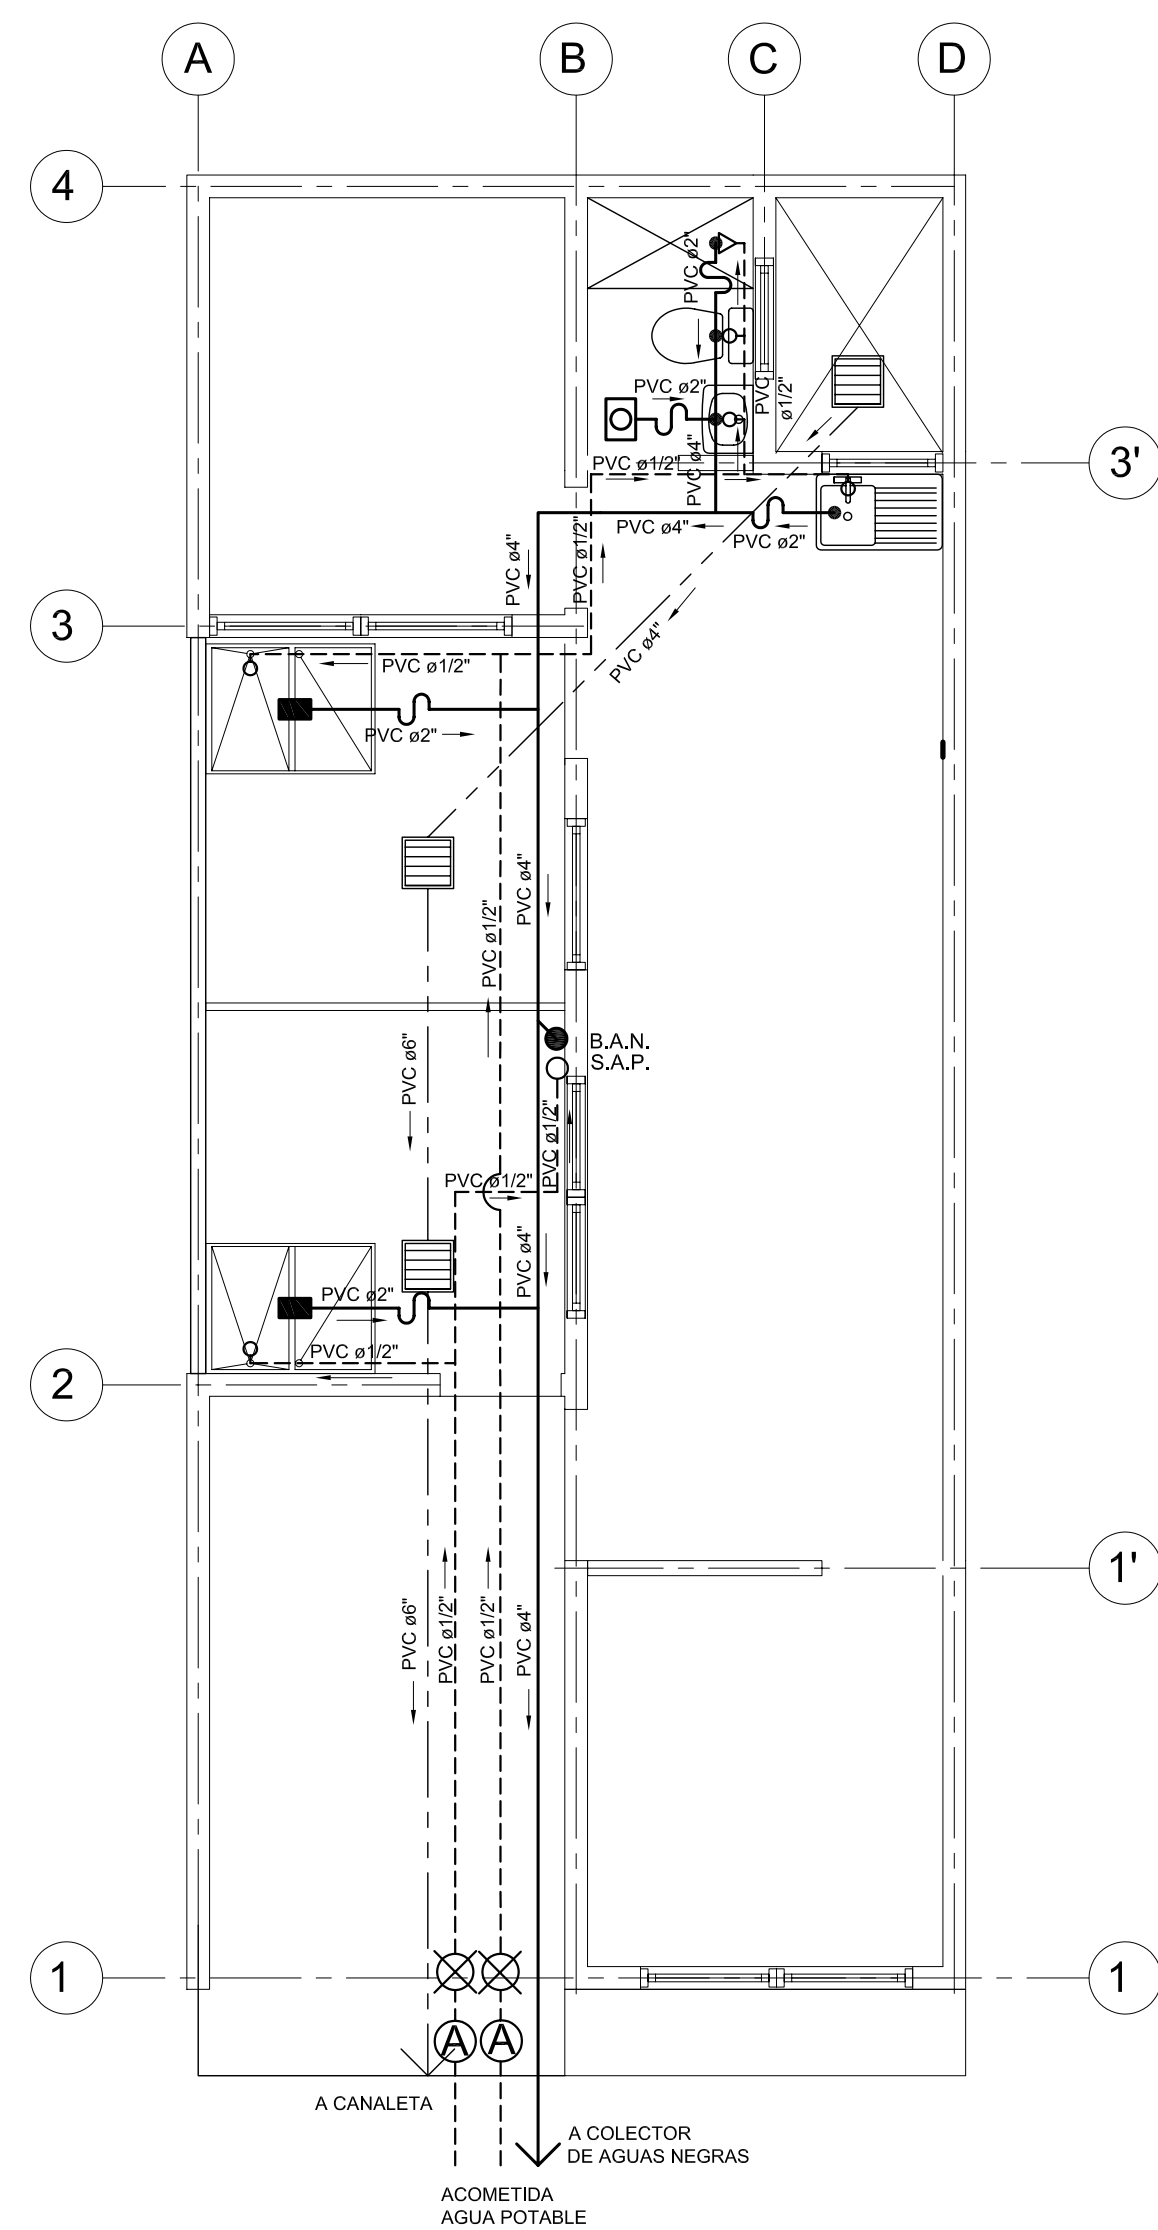 A
B
C
D
4
PVC ø2"
PVC ø2"
PVC
ø1/2"
PVC ø4"
3'
PVC ø1/2"
PVC ø4"
PVC ø2"
PVC ø4"
PVC ø1/2"
3
PVC ø4"
PVC ø1/2"
PVC ø2"
PVC ø4"
PVC ø1/2"
B.A.N.
S.A.P.
PVC ø6"
PVC ø1/2"
PVC ø1/2"
PVC ø4"
PVC ø2"
PVC ø1/2"
2
1'
PVC ø6"
PVC ø1/2"
PVC ø1/2"
PVC ø4"
1
1
A
A
A CANALETA
A COLECTOR
DE AGUAS NEGRAS
ACOMETIDA
AGUA POTABLE